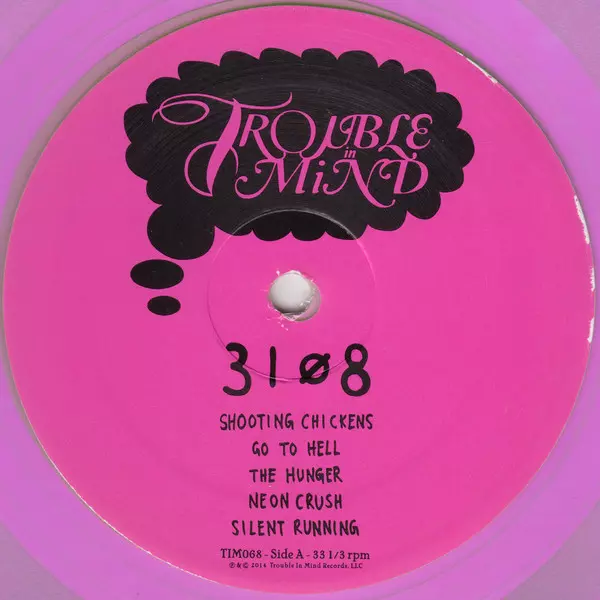 TROUBLE
in
MiND
31Ø8
SHOOTING CHICKENS
GO TO HELL
THE HUNGER
NEON CRUSH
SILENT RUNNING
TIM068 - Side A - 33 1/3 rpm
℗ & © 2014 Trouble In Mind Records, LLC